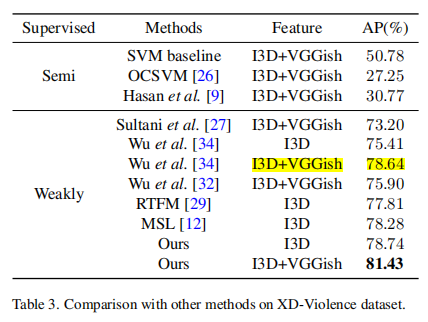 Supervised Methods Feature AP(%)
SVM baseline I3D+VGGish 50.78
Semi OCSVM [26] I3D+VGGish 27.25
Hasan et al. [9] I3D+VGGish 30.77
Sultani et al. [27] I3D+VGGish 73.20
Wu et al. [34] I3D 75.41
Wu et al. [34] I3D+VGGish 78.64
Weakly Wu et al. [32] I3D+VGGish 75.90
RTFM [29] I3D 77.81
MSL [12] I3D 78.28
Ours I3D 78.74
Ours I3D+VGGish 81.43
Table 3. Comparison with other methods on XD-Violence dataset.